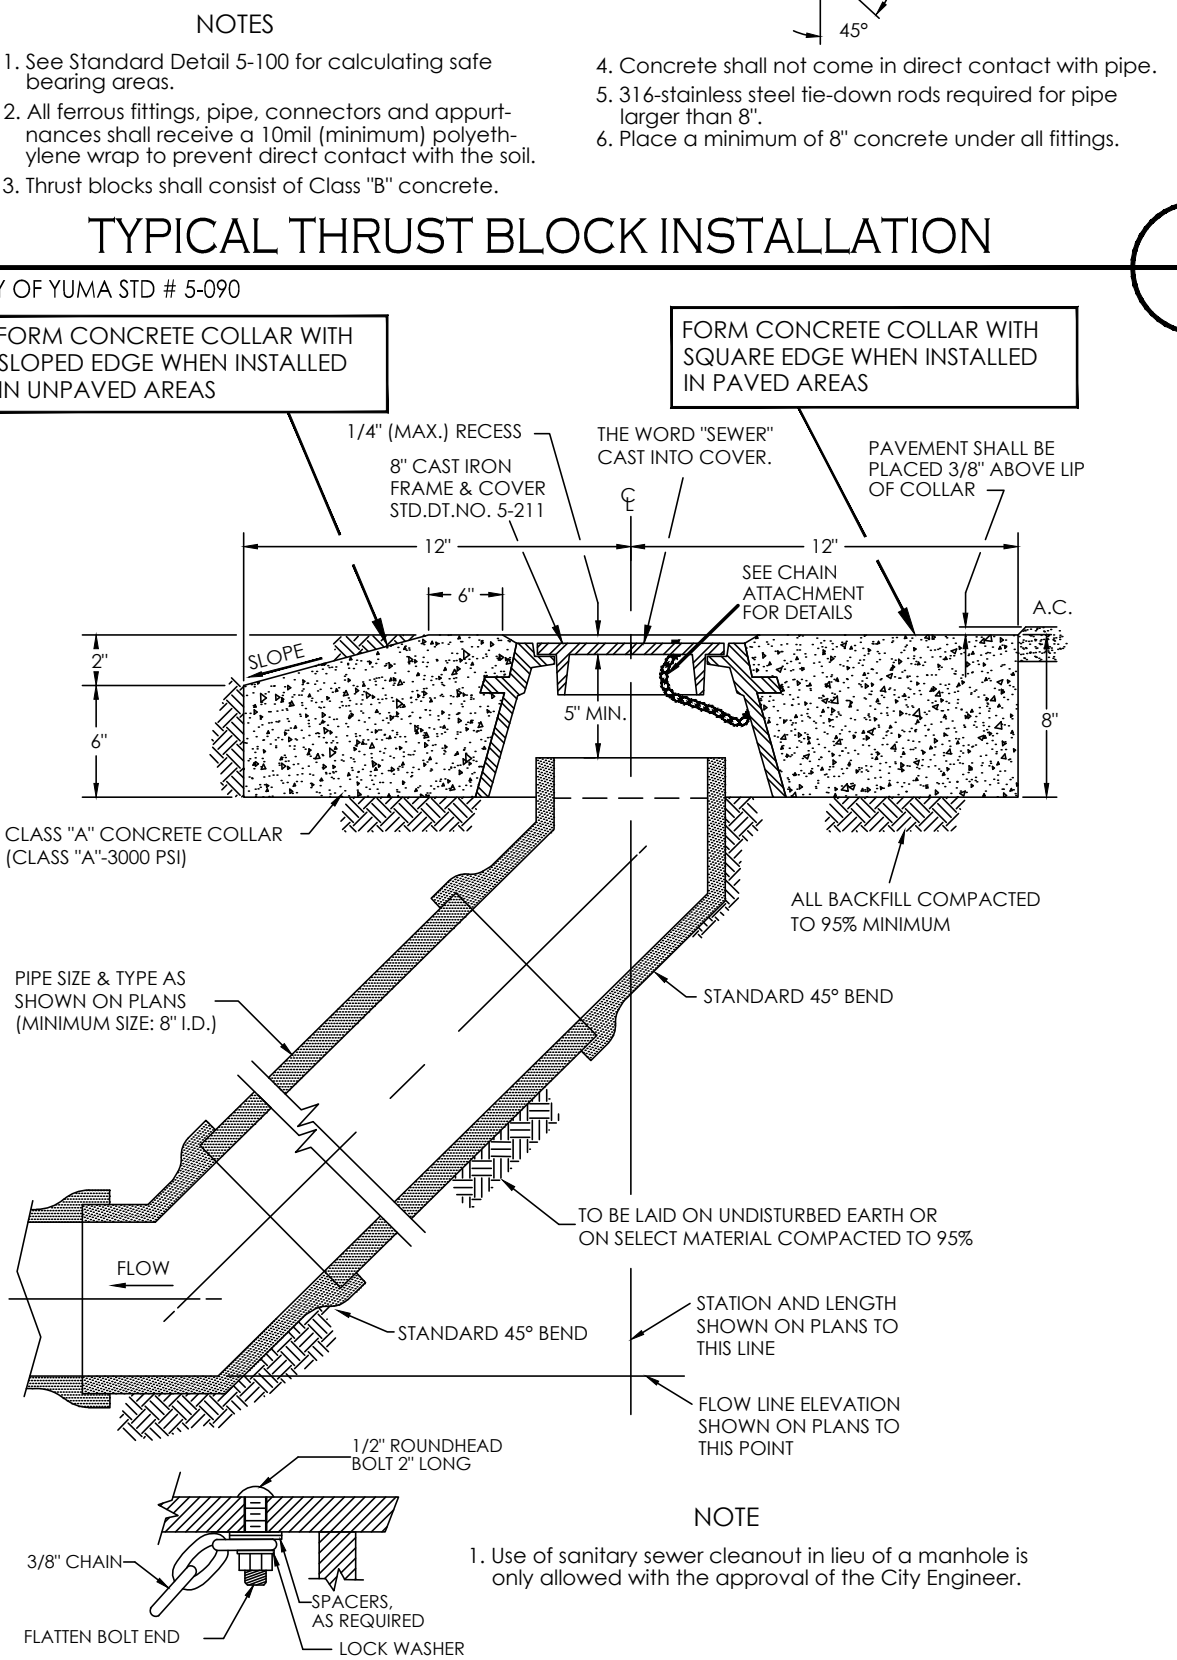 NOTES
45°
1. See Standard Detail 5-100 for calculating safe
bearing areas.
2. All ferrous fittings, pipe, connectors and appurt-
nances shall receive a 10mil (minimum) polyeth-
ylene wrap to prevent direct contact with the soil.
3. Thrust blocks shall consist of Class "B" concrete.
4. Concrete shall not come in direct contact with pipe.
5. 316-stainless steel tie-down rods required for pipe
larger than 8".
6. Place a minimum of 8" concrete under all fittings.
TYPICAL THRUST BLOCK INSTALLATION
Y OF YUMA STD # 5-090
FORM CONCRETE COLLAR WITH
SLOPED EDGE WHEN INSTALLED
IN UNPAVED AREAS
FORM CONCRETE COLLAR WITH
SQUARE EDGE WHEN INSTALLED
IN PAVED AREAS
1/4" (MAX.) RECESS
8" CAST IRON
FRAME & COVER
STD.DT.NO. 5-211
THE WORD "SEWER"
CAST INTO COVER.
PAVEMENT SHALL BE
PLACED 3/8" ABOVE LIP
OF COLLAR
℄
12"
12"
6"
SEE CHAIN
ATTACHMENT
FOR DETAILS
A.C.
SLOPE
2"
6"
5" MIN.
8"
CLASS "A" CONCRETE COLLAR
(CLASS "A"-3000 PSI)
ALL BACKFILL COMPACTED
TO 95% MINIMUM
PIPE SIZE & TYPE AS
SHOWN ON PLANS
(MINIMUM SIZE: 8" I.D.)
STANDARD 45° BEND
TO BE LAID ON UNDISTURBED EARTH OR
ON SELECT MATERIAL COMPACTED TO 95%
FLOW
STANDARD 45° BEND
STATION AND LENGTH
SHOWN ON PLANS TO
THIS LINE
FLOW LINE ELEVATION
SHOWN ON PLANS TO
THIS POINT
1/2" ROUNDHEAD
BOLT 2" LONG
3/8" CHAIN
SPACERS,
AS REQUIRED
FLATTEN BOLT END
LOCK WASHER
NOTE
1. Use of sanitary sewer cleanout in lieu of a manhole is
only allowed with the approval of the City Engineer.